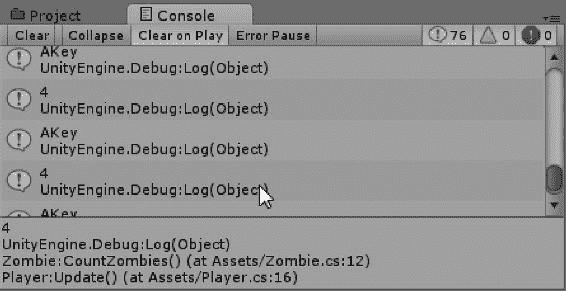 Project
Console
Clear Collapse Clear on Play Error Pause 76 0 0
AKey
UnityEngine.Debug:Log(Object)
4
UnityEngine.Debug:Log(Object)
AKey
UnityEngine.Debug:Log(Object)
4
UnityEngine.Debug:Log(Object)
AKey
4
UnityEngine.Debug:Log(Object)
Zombie:CountZombies() (at Assets/Zombie.cs:12)
Player:Update() (at Assets/Player.cs:16)